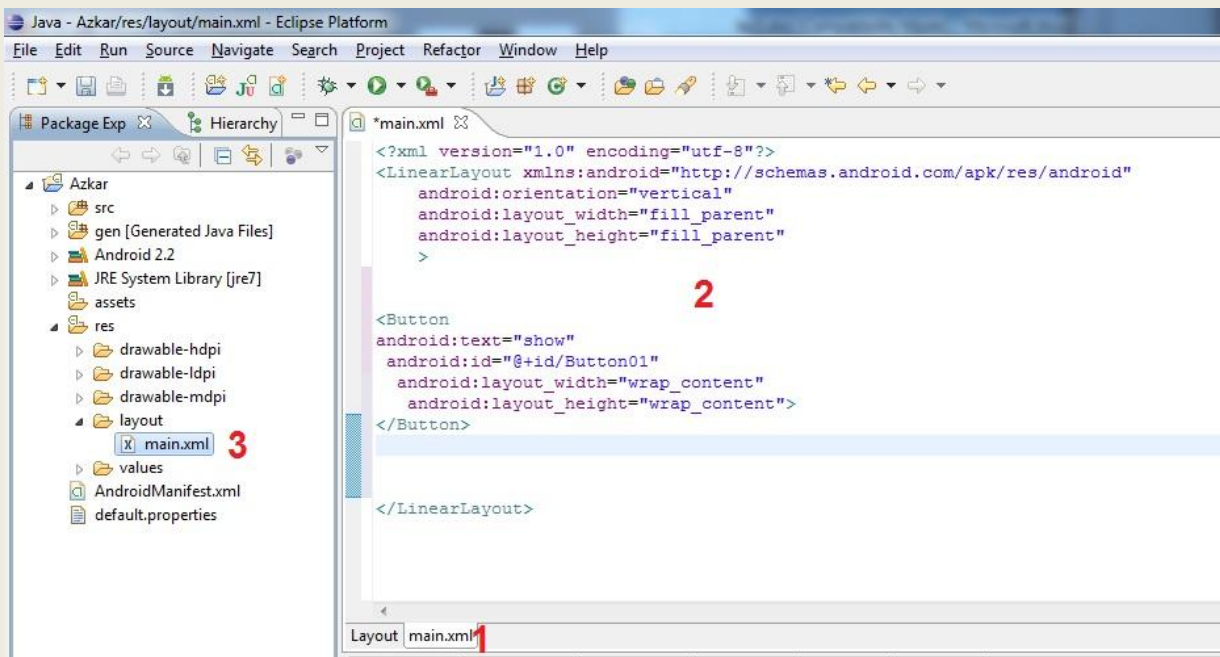 Java - Azkar/res/layout/main.xml - Eclipse Platform
File Edit Run Source Navigate Search Project Refactor Window Help
Package Exp Hierarchy
Azkar
src
gen [Generated Java Files]
Android 2.2
JRE System Library [jre7]
assets
res
drawable-hdpi
drawable-ldpi
drawable-mdpi
layout
main.xml 3
values
AndroidManifest.xml
default.properties
*main.xml
<?xml version="1.0" encoding="utf-8"?>
<LinearLayout xmlns:android="http://schemas.android.com/apk/res/android"
android:orientation="vertical"
android:layout_width="fill_parent"
android:layout_height="fill_parent"
>
2
<Button
android:text="show"
android:id="@+id/Button01"
android:layout_width="wrap_content"
android:layout_height="wrap_content">
</Button>
</LinearLayout>
Layout main.xml 1